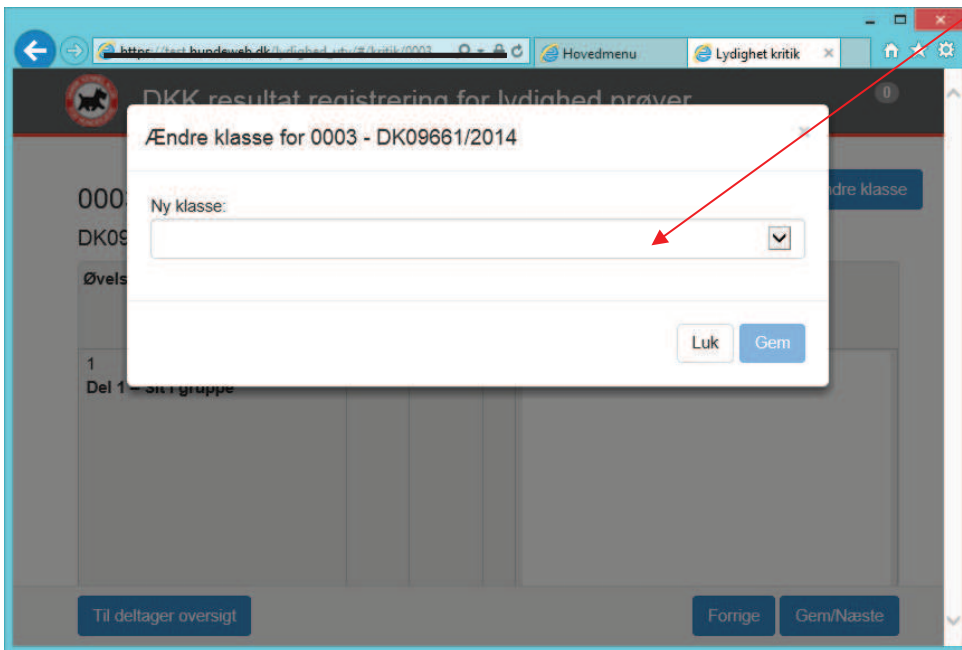 Hovedmenu
Lydighet kritik
DKK resultat registrering for lydighed prøver
0
Ændre klasse for 0003 - DK09661/2014
×
000
dre klasse
Ny klasse:
DK09
Øvels
Luk
Gem
1
Del 1 – Sit i gruppe
Til deltager oversigt
Forrige
Gem/Næste